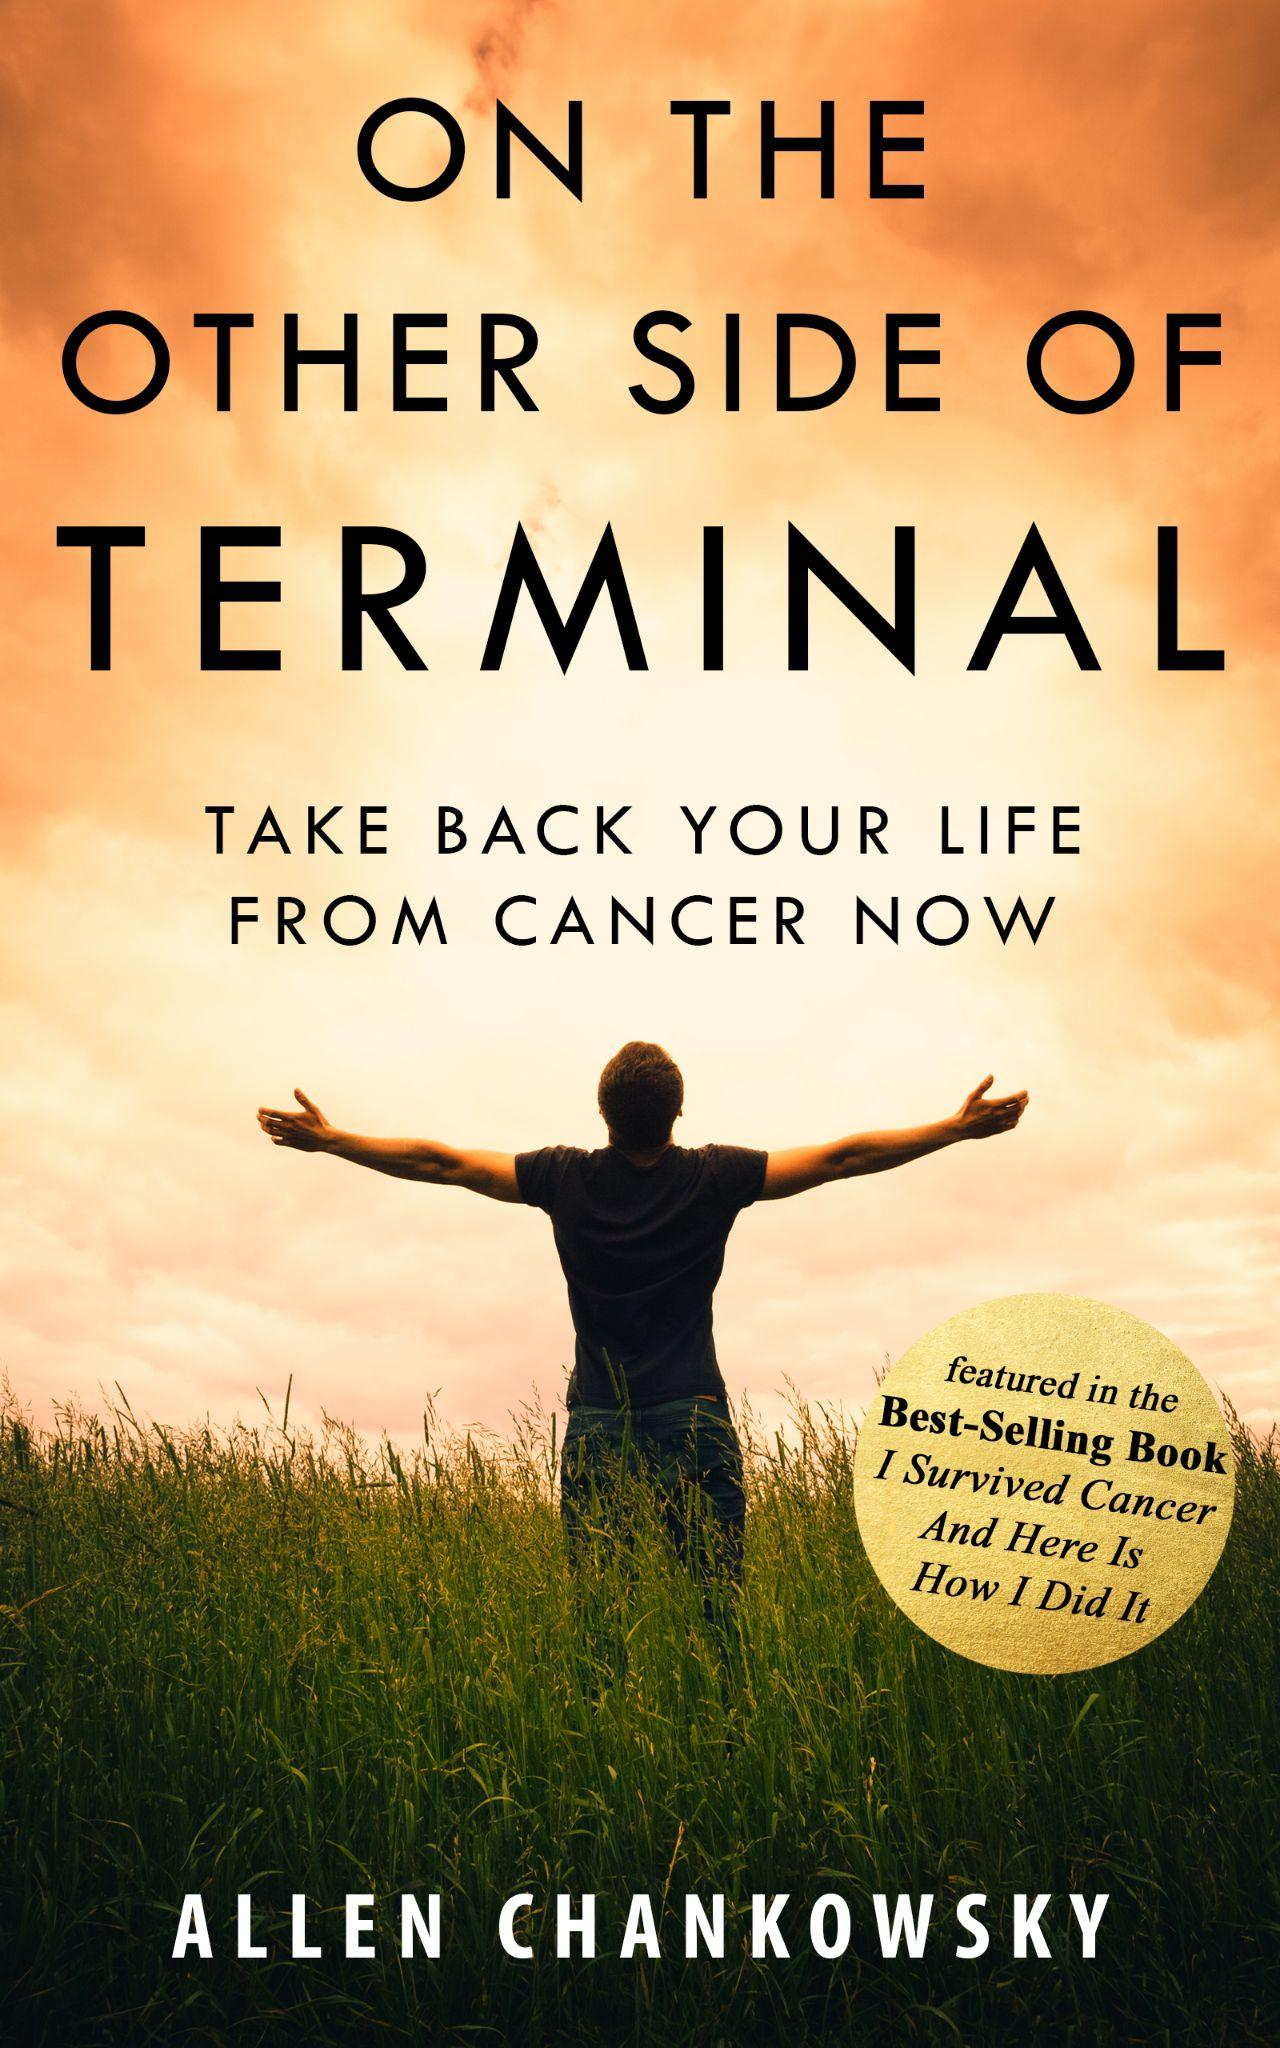 ON THE
OTHER SIDE OF
TERMINAL
TAKE BACK YOUR LIFE
FROM CANCER NOW
featured in the
Best-Selling Book
I Survived Cancer
And Here Is
How I Did It
ALLEN CHANKOWSKY